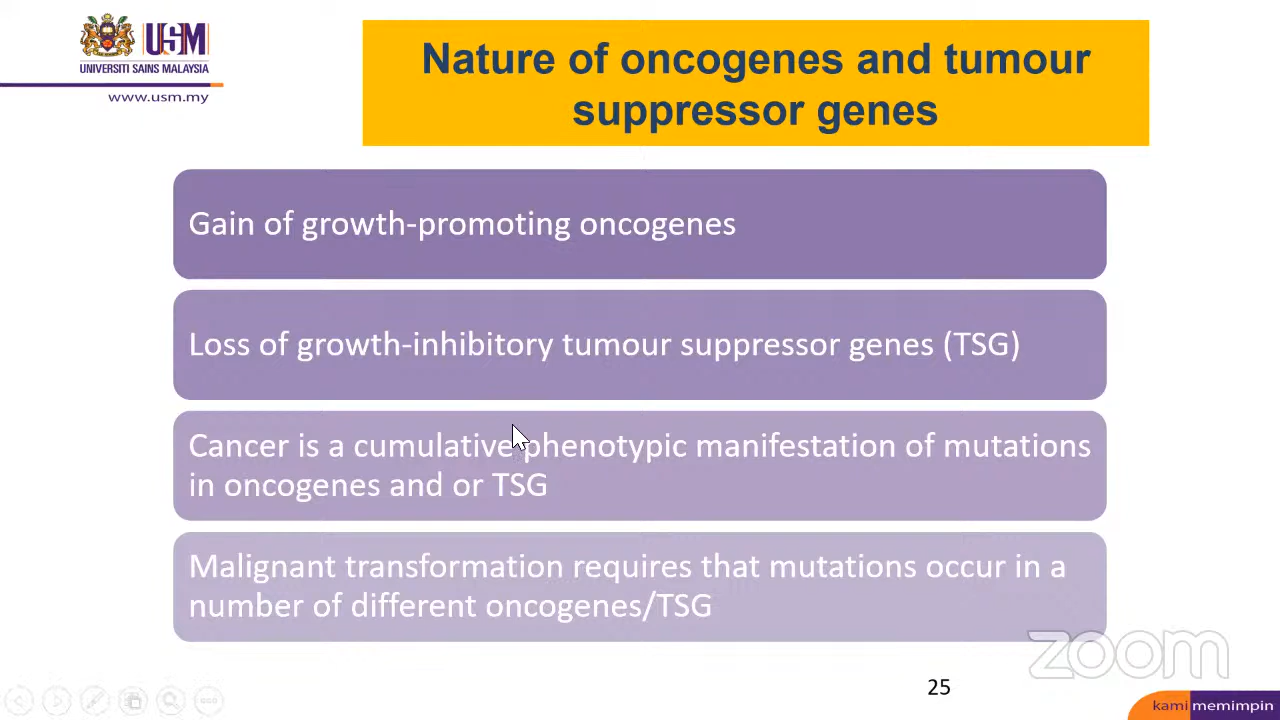 USM
UNIVERSITI SAINS MALAYSIA
www.usm.my
Nature of oncogenes and tumour
suppressor genes
Gain of growth-promoting oncogenes
Loss of growth-inhibitory tumour suppressor genes (TSG)
Cancer is a cumulative phenotypic manifestation of mutations
in oncogenes and or TSG
Malignant transformation requires that mutations occur in a
number of different oncogenes/TSG
zoom
25
kami memimpin